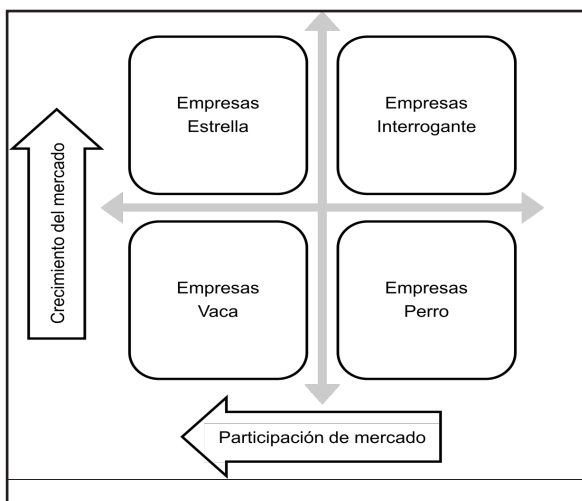 Empresas
Estrella
Empresas
Interrogante
Crecimiento del mercado
Empresas
Vaca
Empresas
Perro
Participación de mercado